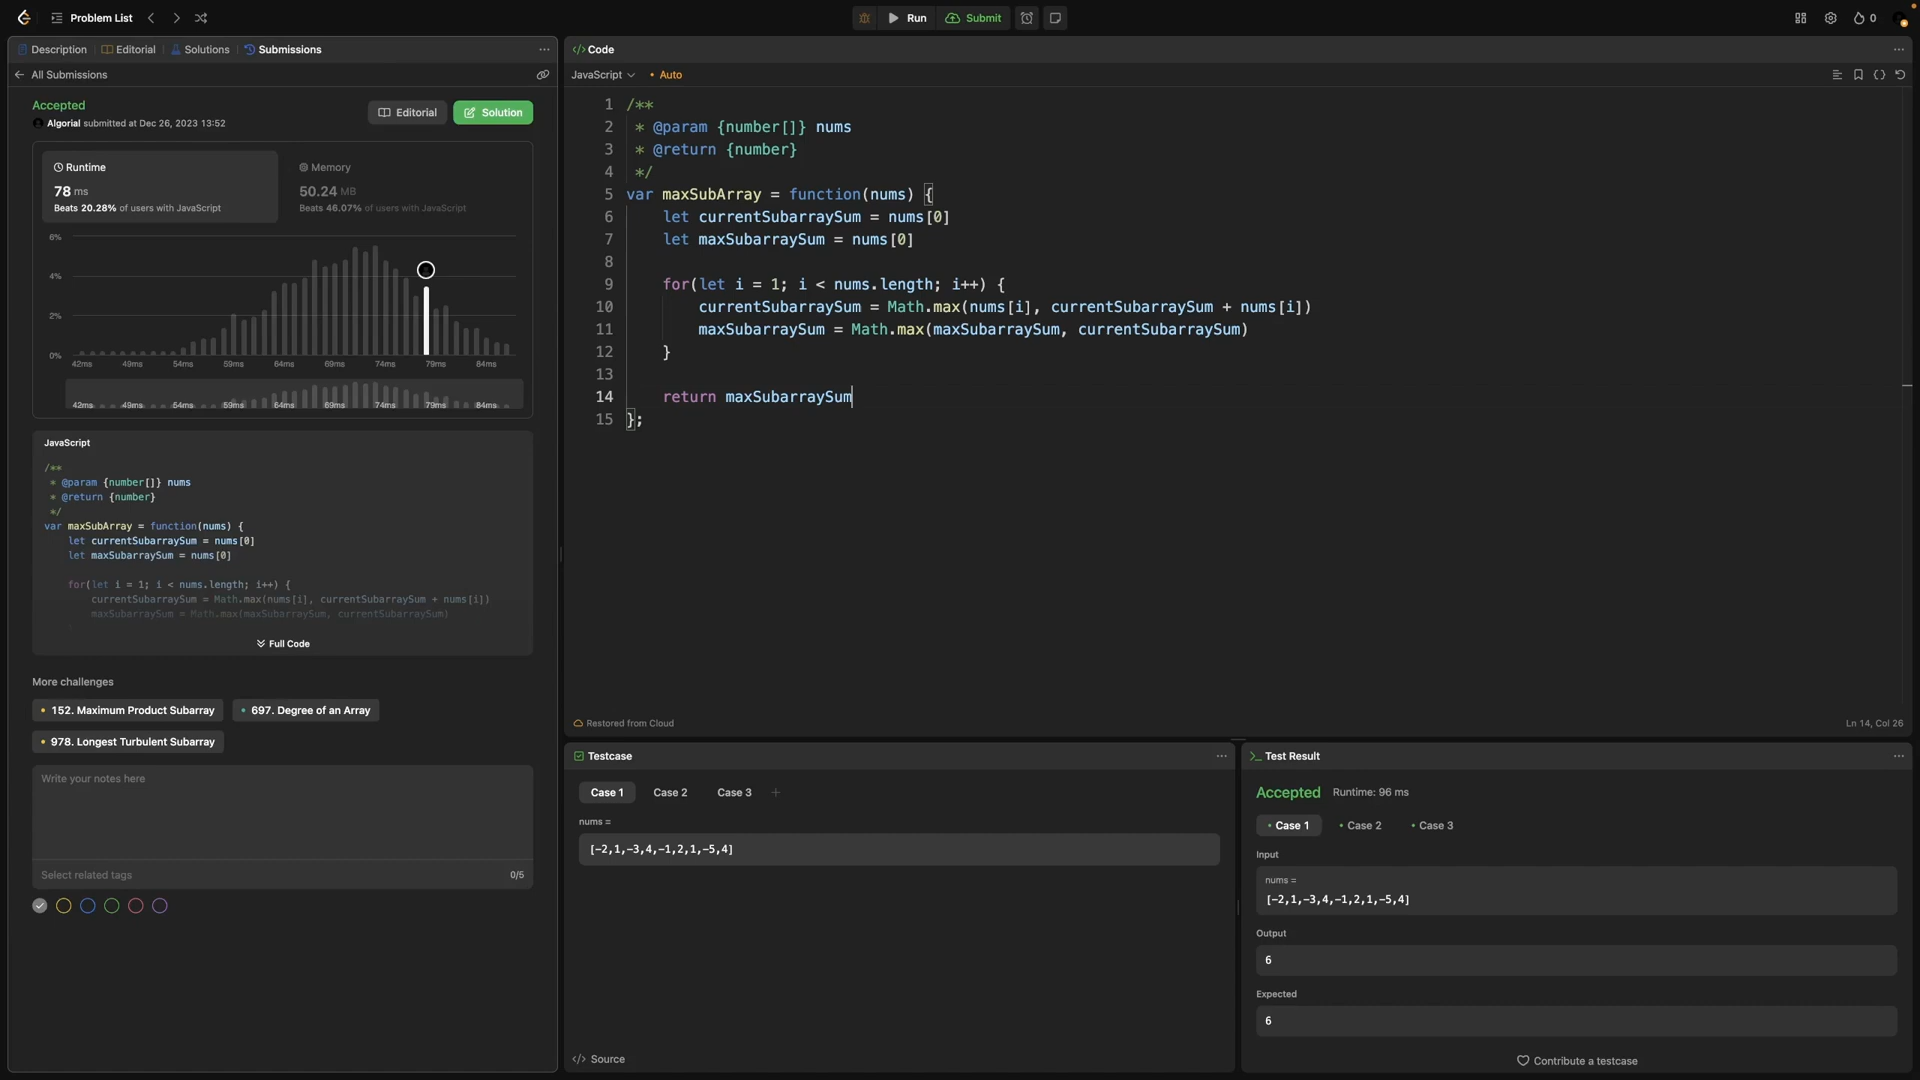 Problem List
Run
Submit
0
Description
Editorial
Solutions
Submissions
All Submissions
Accepted
Algorial submitted at Dec 26, 2023 13:52
Editorial
Solution
Runtime
78 ms
Beats 20.28% of users with JavaScript
Memory
50.24 MB
Beats 46.07% of users with JavaScript
6%
4%
2%
0%
42ms 49ms 54ms 59ms 64ms 69ms 74ms 79ms 84ms
42ms 49ms 54ms 59ms 64ms 69ms 74ms 79ms 84ms
JavaScript
/**
 * @param {number[]} nums
 * @return {number}
 */
var maxSubArray = function(nums) {
    let currentSubarraySum = nums[0]
    let maxSubarraySum = nums[0]
    for(let i = 1; i < nums.length; i++) {
        currentSubarraySum = Math.max(nums[i], currentSubarraySum + nums[i])
        maxSubarraySum = Math.max(maxSubarraySum, currentSubarraySum)
Full Code
More challenges
152. Maximum Product Subarray
697. Degree of an Array
978. Longest Turbulent Subarray
Write your notes here
Select related tags
0/5
</> Code
JavaScript
• Auto
1 /**
2  * @param {number[]} nums
3  * @return {number}
4  */
5 var maxSubArray = function(nums) {
6     let currentSubarraySum = nums[0]
7     let maxSubarraySum = nums[0]
8
9     for(let i = 1; i < nums.length; i++) {
10         currentSubarraySum = Math.max(nums[i], currentSubarraySum + nums[i])
11         maxSubarraySum = Math.max(maxSubarraySum, currentSubarraySum)
12     }
13
14     return maxSubarraySum
15 };
Restored from Cloud
Ln 14, Col 26
Testcase
Case 1
Case 2
Case 3
+
nums =
[-2,1,-3,4,-1,2,1,-5,4]
</> Source
>_ Test Result
Accepted
Runtime: 96 ms
• Case 1
• Case 2
• Case 3
Input
nums =
[-2,1,-3,4,-1,2,1,-5,4]
Output
6
Expected
6
Contribute a testcase